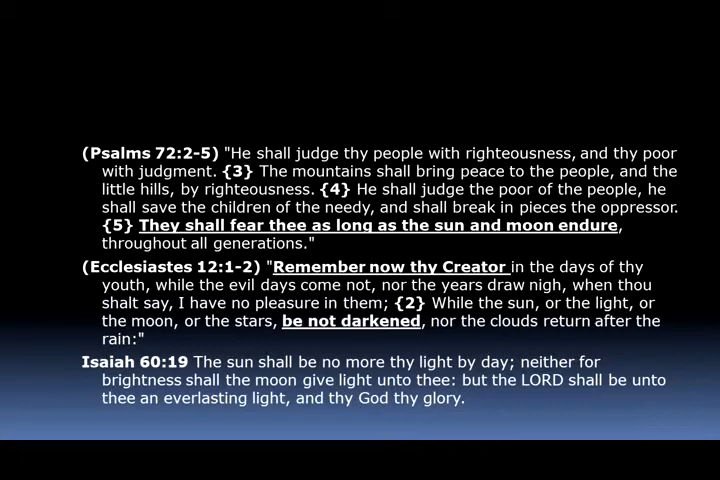 (Psalms 72:2-5) "He shall judge thy people with righteousness, and thy poor
with judgment. {3} The mountains shall bring peace to the people, and the
little hills, by righteousness. {4} He shall judge the poor of the people, he
shall save the children of the needy, and shall break in pieces the oppressor.
{5} They shall fear thee as long as the sun and moon endure,
throughout all generations."
(Ecclesiastes 12:1-2) "Remember now thy Creator in the days of thy
youth, while the evil days come not, nor the years draw nigh, when thou
shalt say, I have no pleasure in them; {2} While the sun, or the light, or
the moon, or the stars, be not darkened, nor the clouds return after the
rain:"
Isaiah 60:19 The sun shall be no more thy light by day; neither for
brightness shall the moon give light unto thee: but the LORD shall be unto
thee an everlasting light, and thy God thy glory.